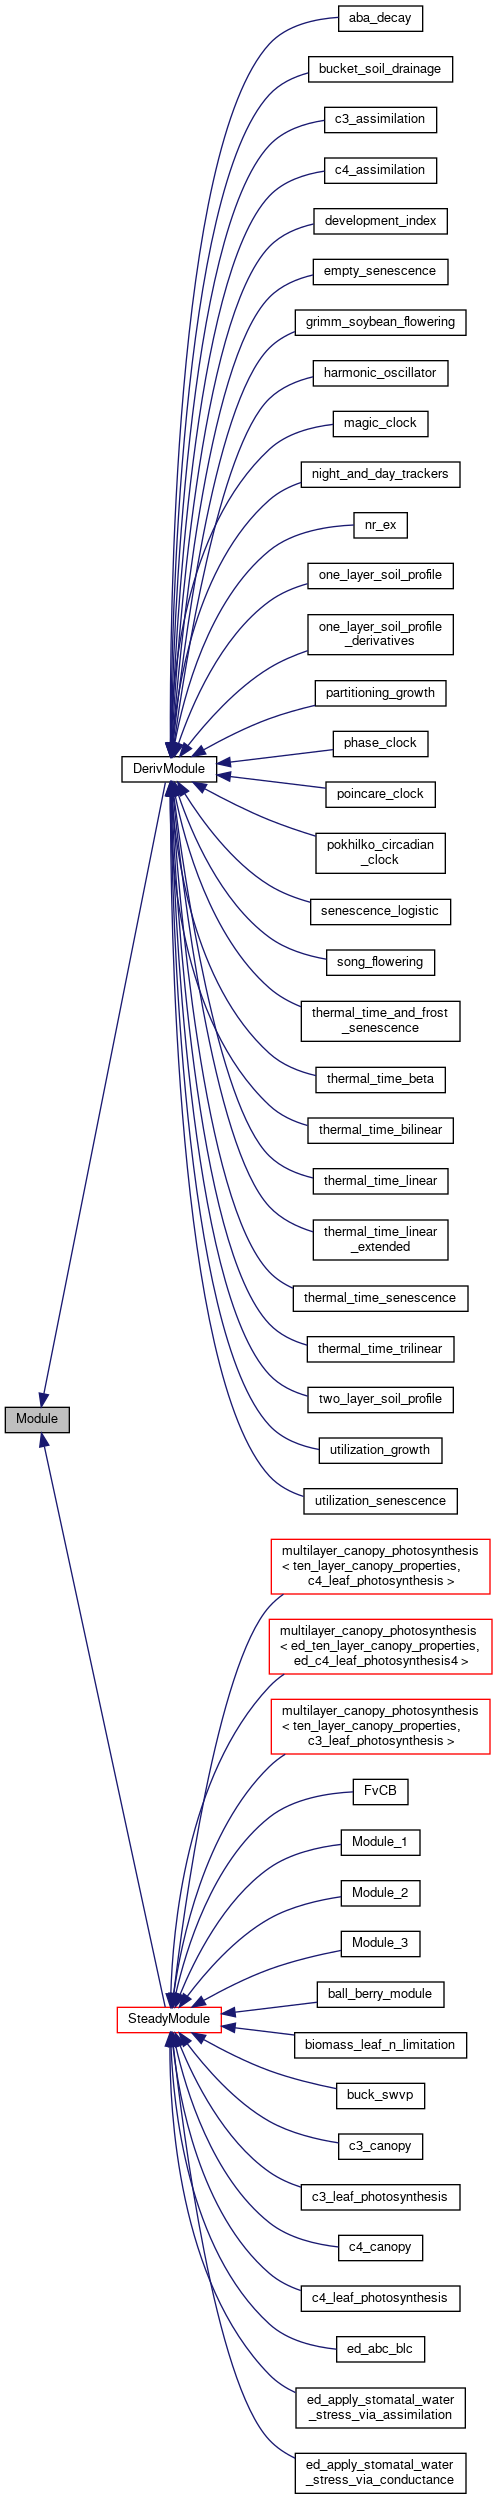 aba_decay
bucket_soil_drainage
c3_assimilation
c4_assimilation
development_index
empty_senescence
grimm_soybean_flowering
harmonic_oscillator
magic_clock
night_and_day_trackers
nr_ex
one_layer_soil_profile
one_layer_soil_profile
_derivatives
partitioning_growth
phase_clock
DerivModule
poincare_clock
pokhilko_circadian
_clock
senescence_logistic
song_flowering
thermal_time_and_frost
_senescence
thermal_time_beta
thermal_time_bilinear
thermal_time_linear
thermal_time_linear
_extended
thermal_time_senescence
thermal_time_trilinear
two_layer_soil_profile
Module
utilization_growth
utilization_senescence
multilayer_canopy_photosynthesis
< ten_layer_canopy_properties,
c4_leaf_photosynthesis >
multilayer_canopy_photosynthesis
< ed_ten_layer_canopy_properties,
ed_c4_leaf_photosynthesis4 >
multilayer_canopy_photosynthesis
< ten_layer_canopy_properties,
c3_leaf_photosynthesis >
FvCB
Module_1
Module_2
Module_3
ball_berry_module
SteadyModule
biomass_leaf_n_limitation
buck_swvp
c3_canopy
c3_leaf_photosynthesis
c4_canopy
c4_leaf_photosynthesis
ed_abc_blc
ed_apply_stomatal_water
_stress_via_assimilation
ed_apply_stomatal_water
_stress_via_conductance